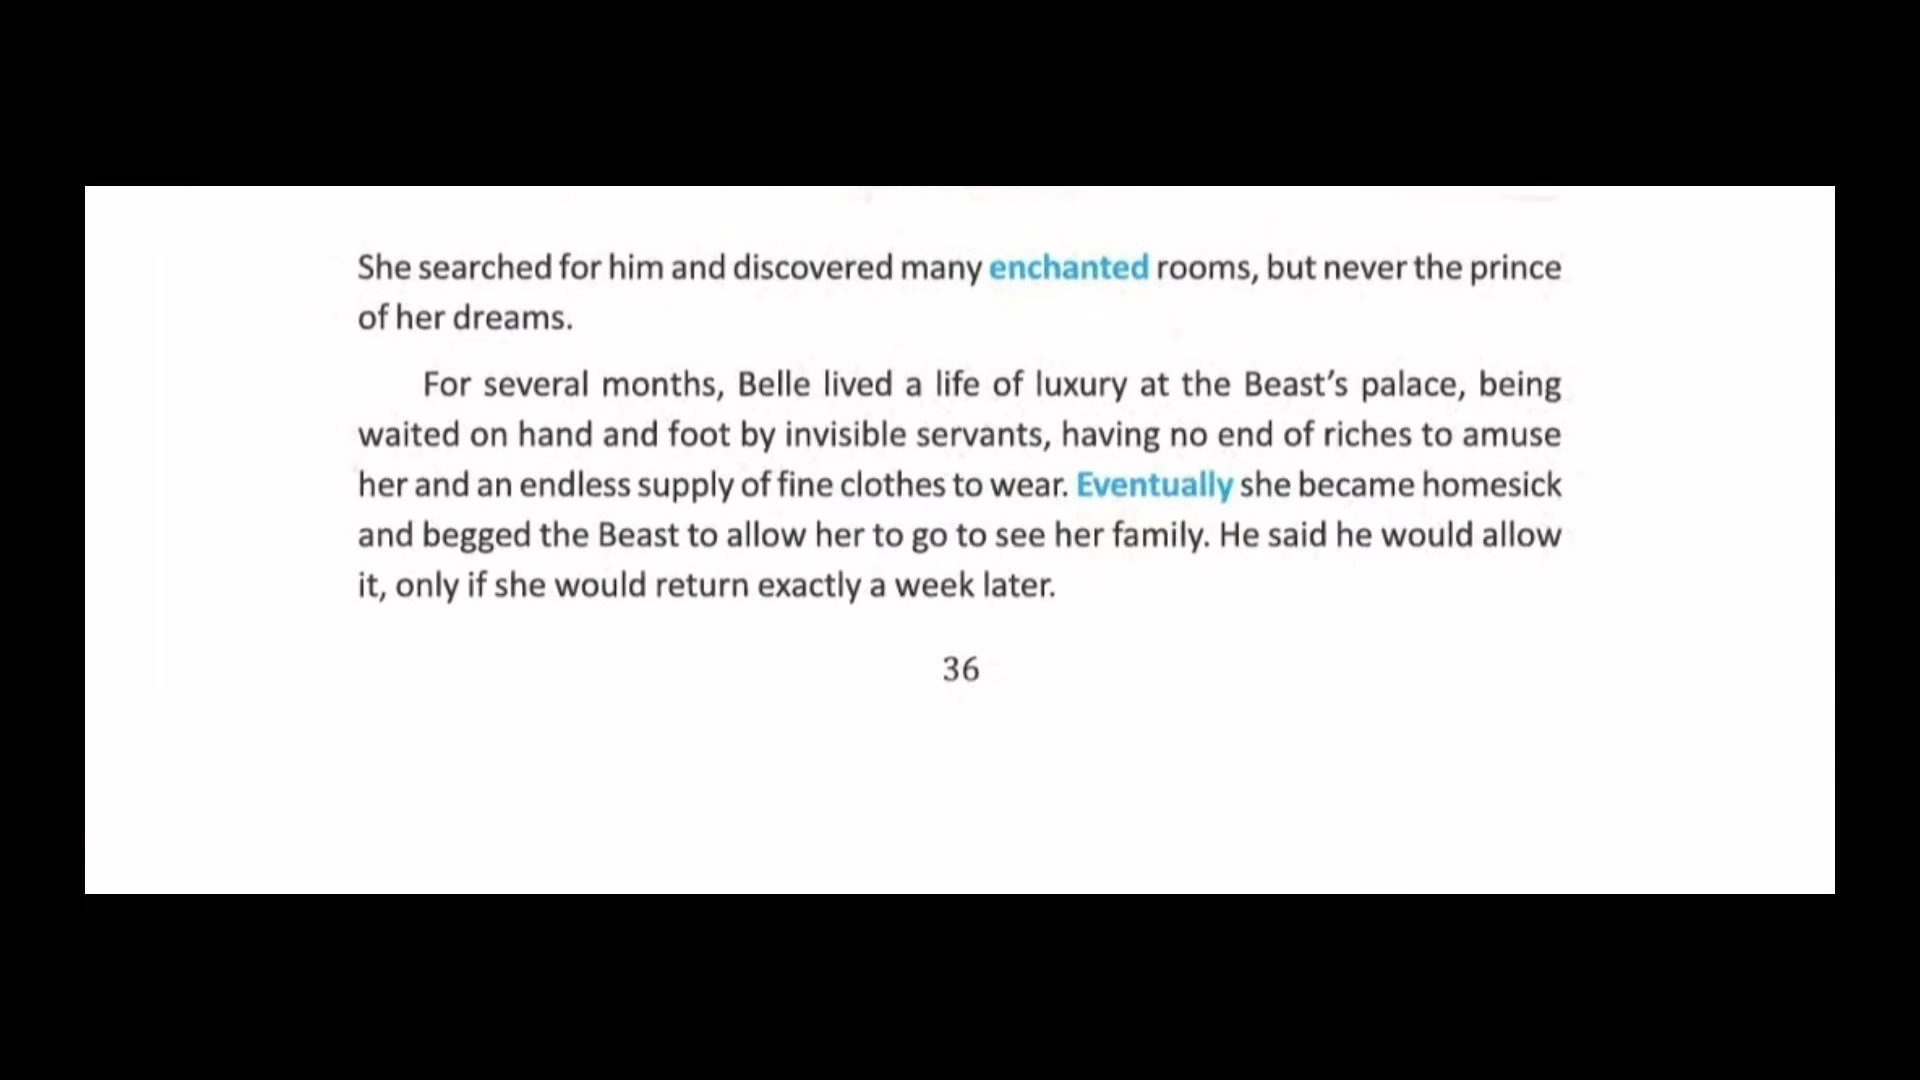 She searched for him and discovered many enchanted rooms, but never the prince
of her dreams.
For several months, Belle lived a life of luxury at the Beast’s palace, being
waited on hand and foot by invisible servants, having no end of riches to amuse
her and an endless supply of fine clothes to wear. Eventually she became homesick
and begged the Beast to allow her to go to see her family. He said he would allow
it, only if she would return exactly a week later.
36